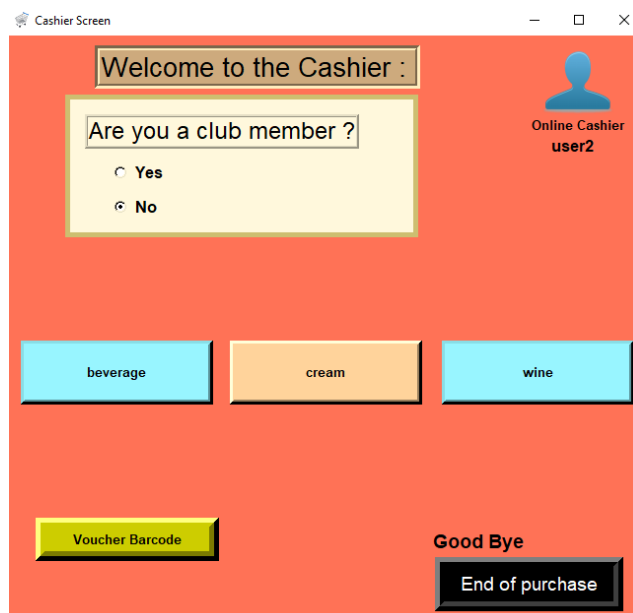 Cashier Screen
Welcome to the Cashier :
Are you a club member ?
Yes
No
Online Cashier
user2
beverage
cream
wine
Voucher Barcode
Good Bye
End of purchase